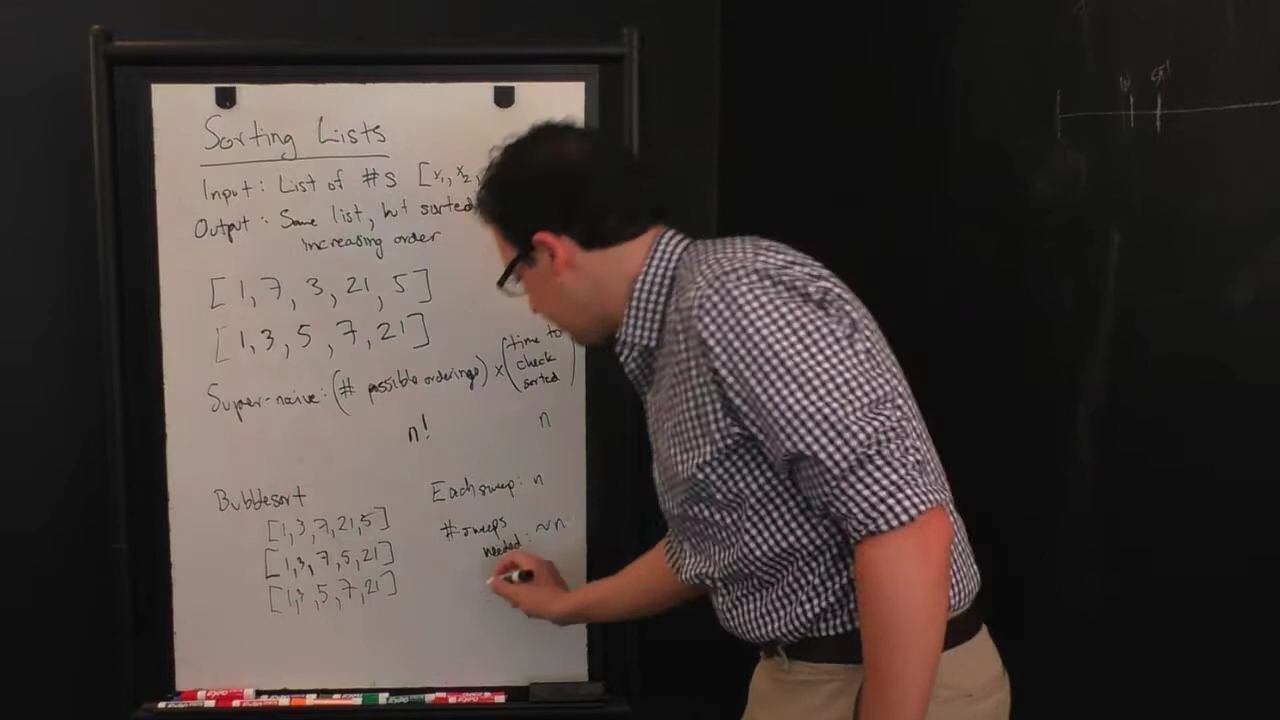 Sorting Lists
Input: List of #s [x₁, x₂,
Output: Same list, but sorted
increasing order
[1, 7, 3, 21, 5]
[1, 3, 5, 7, 21]
Super-naive: (# possible orderings) × (time to check sorted)
n! n
Bubblesort
[1,3,7,21,5]
[1,3,7,5,21]
[1,3,5,7,21]
Each sweep: n
# sweeps
needed: ~n